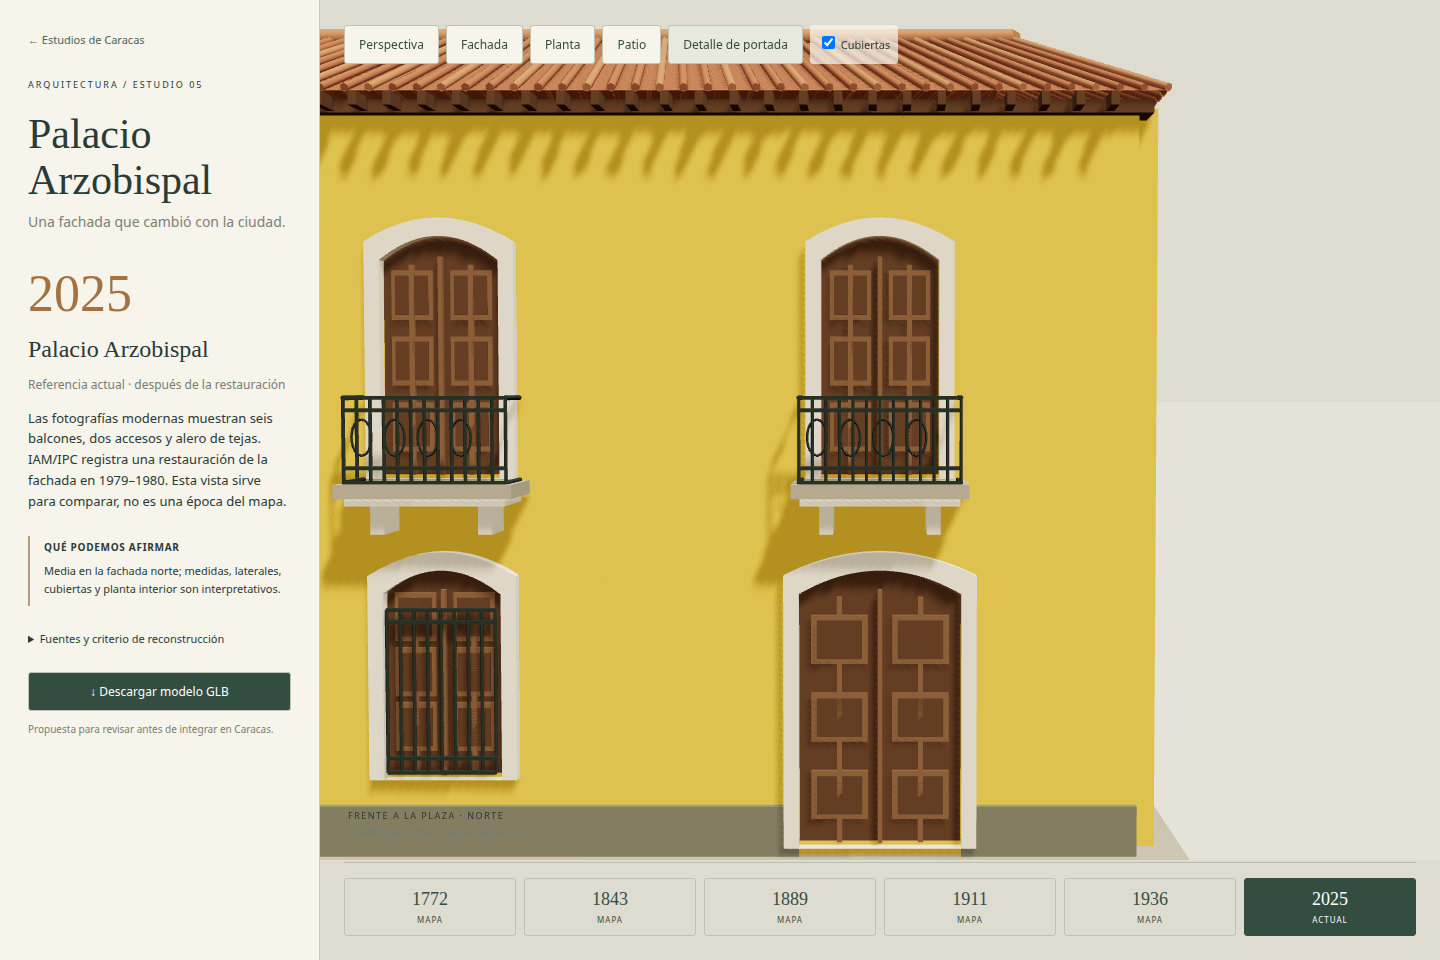 ← Estudios de Caracas
ARQUITECTURA / ESTUDIO 05
Palacio
Arzobispal
Una fachada que cambió con la ciudad.
2025
Palacio Arzobispal
Referencia actual · después de la restauración
Las fotografías modernas muestran seis
balcones, dos accesos y alero de tejas.
IAM/IPC registra una restauración de la
fachada en 1979–1980. Esta vista sirve
para comparar, no es una época del mapa.
QUÉ PODEMOS AFIRMAR
Media en la fachada norte; medidas, laterales,
cubiertas y planta interior son interpretativos.
▶ Fuentes y criterio de reconstrucción
↓ Descargar modelo GLB
Propuesta para revisar antes de integrar en Caracas.
Perspectiva
Fachada
Planta
Patio
Detalle de portada
Cubiertas
FRENTE A LA PLAZA · NORTE
1772
MAPA
1843
MAPA
1889
MAPA
1911
MAPA
1936
MAPA
2025
ACTUAL